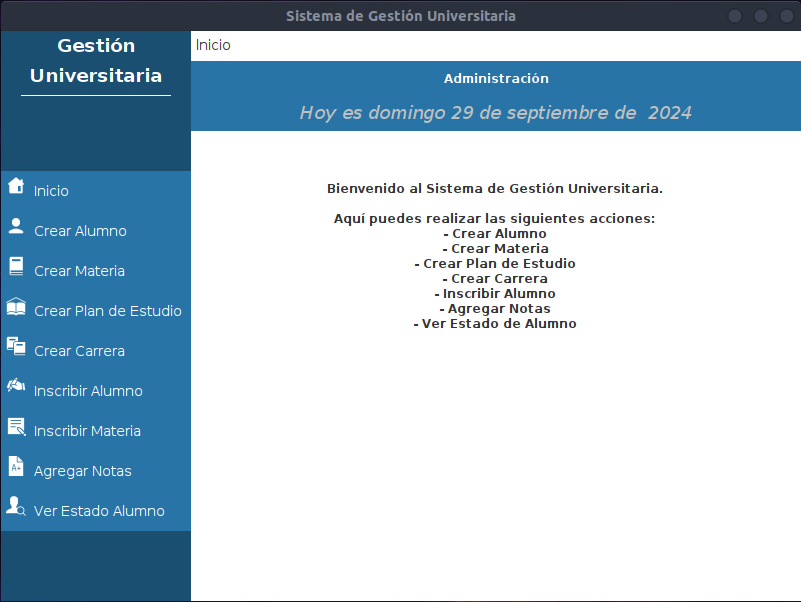 Sistema de Gestión Universitaria
Gestión
Universitaria
Inicio
Crear Alumno
Crear Materia
Crear Plan de Estudio
Crear Carrera
Inscribir Alumno
Inscribir Materia
Agregar Notas
Ver Estado Alumno
Inicio
Administración
Hoy es domingo 29 de septiembre de  2024
Bienvenido al Sistema de Gestión Universitaria.
Aquí puedes realizar las siguientes acciones:
- Crear Alumno
- Crear Materia
- Crear Plan de Estudio
- Crear Carrera
- Inscribir Alumno
- Agregar Notas
- Ver Estado de Alumno